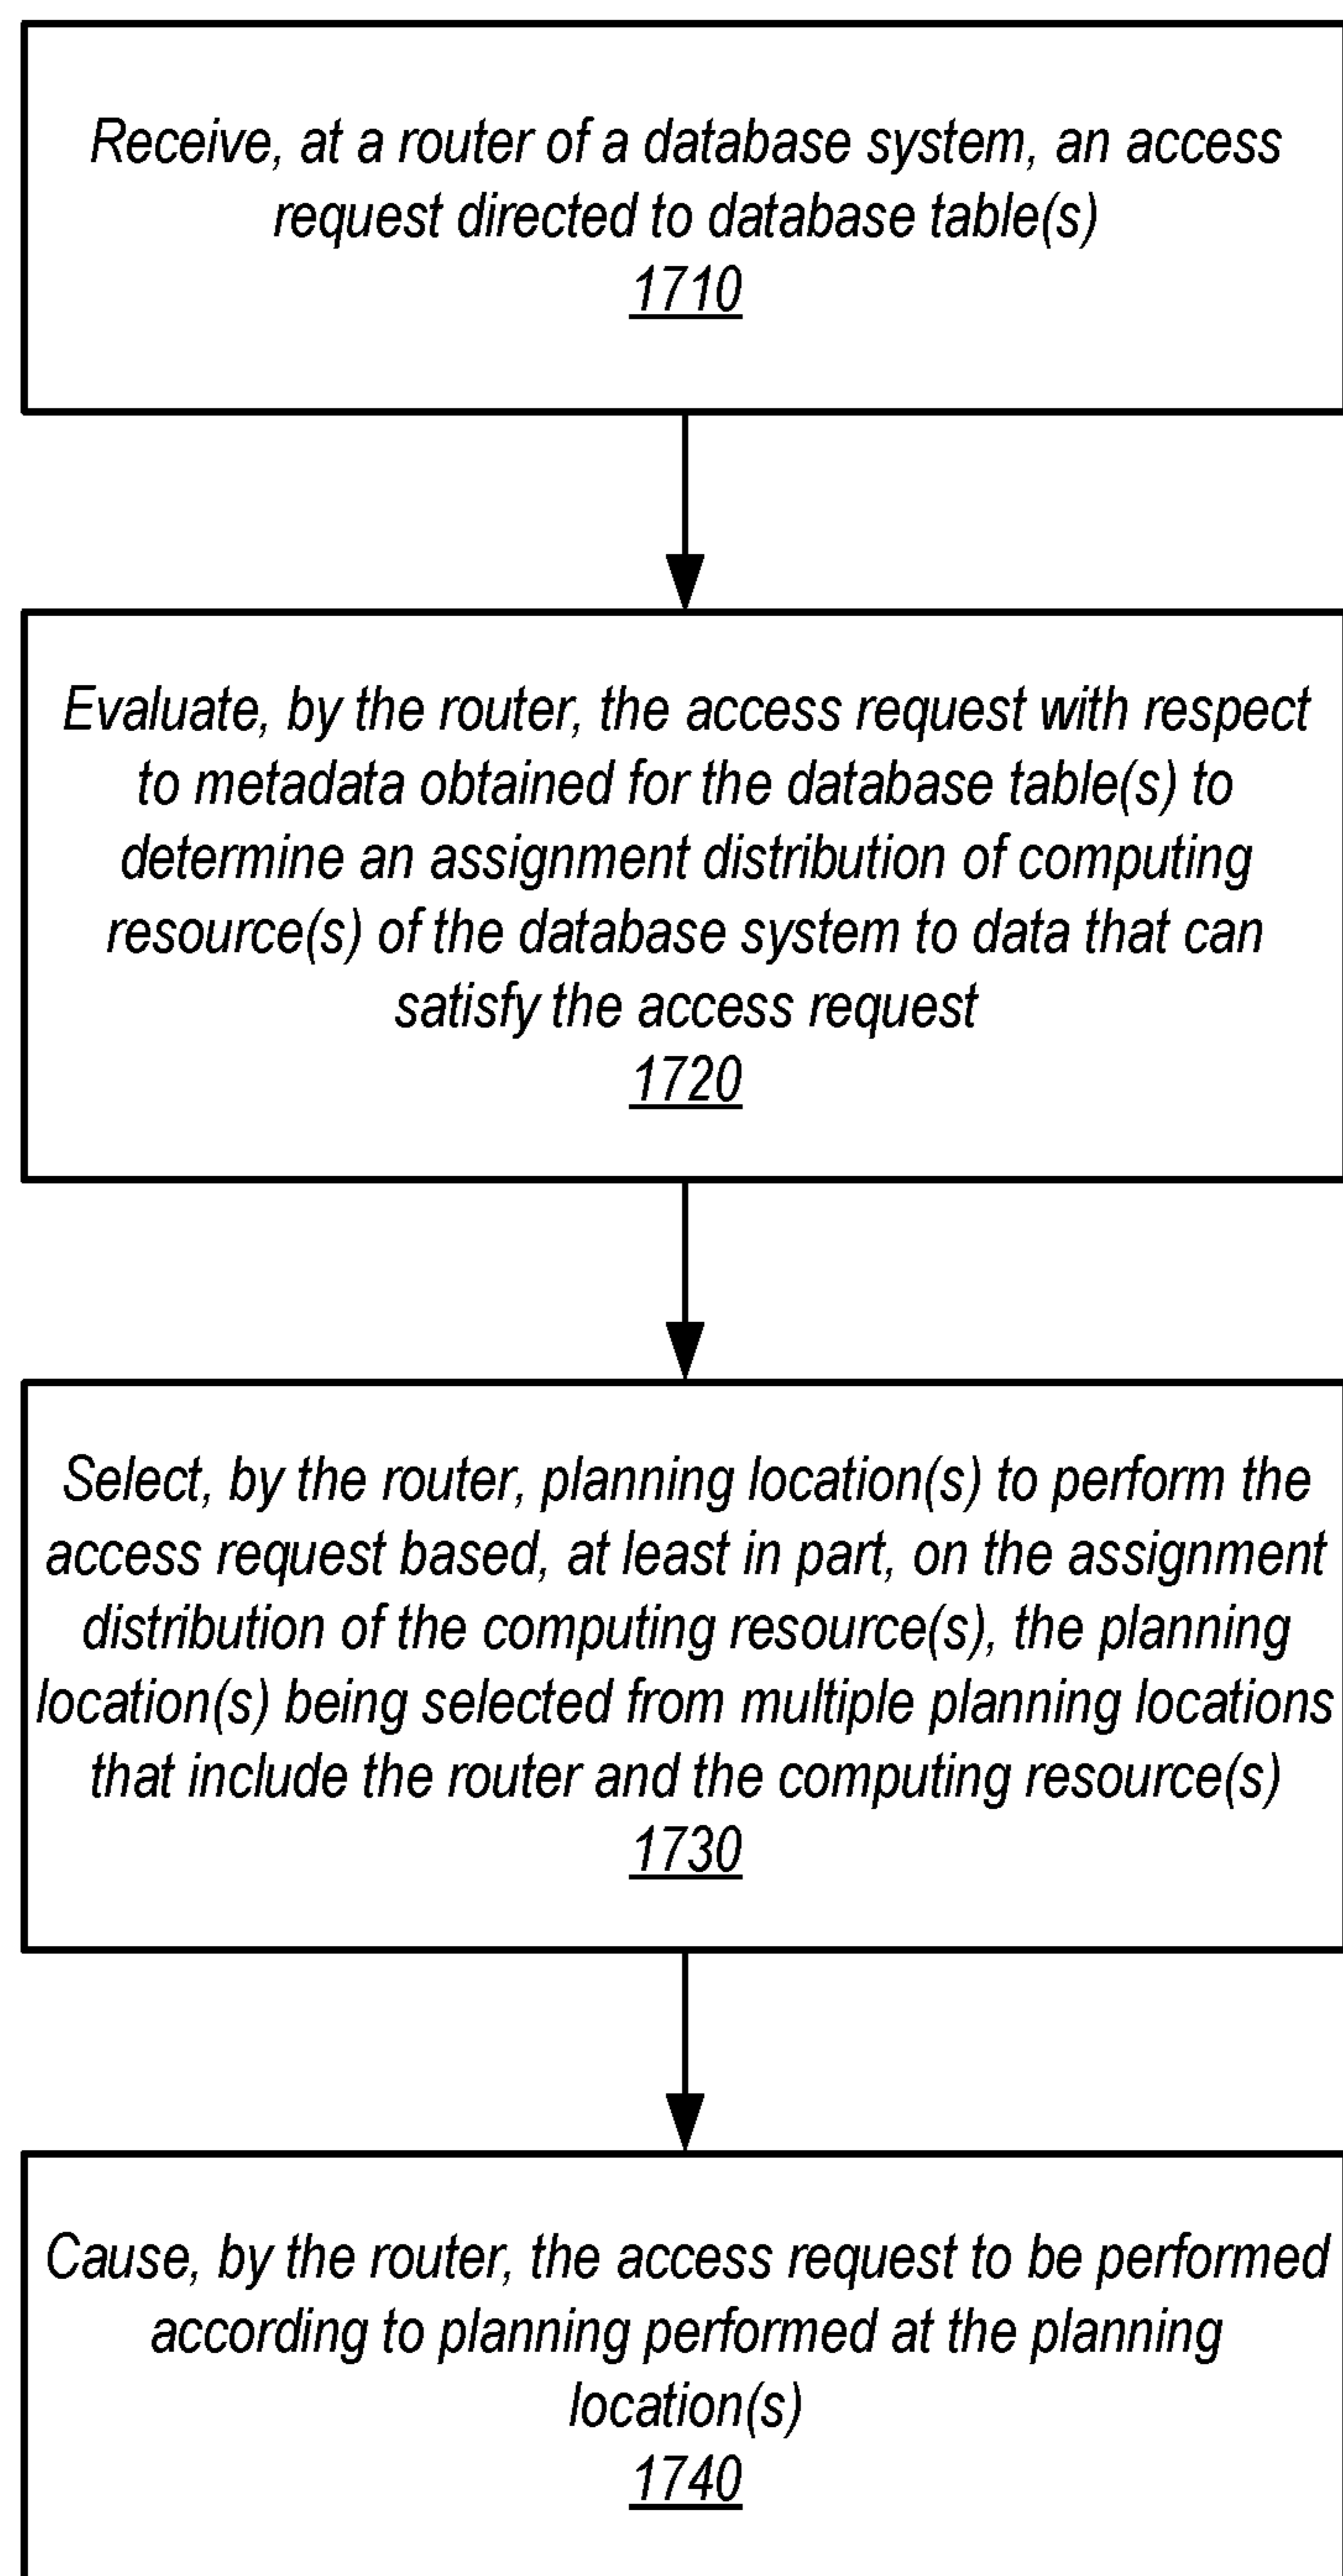 Receive, at a router of a database system, an access
request directed to database table(s)
1710
Evaluate, by the router, the access request with respect
to metadata obtained for the database table(s) to
determine an assignment distribution of computing
resource(s) of the database system to data that can
satisfy the access request
1720
Select, by the router, planning location(s) to perform the
access request based, at least in part, on the assignment
distribution of the computing resource(s), the planning
location(s) being selected from multiple planning locations
that include the router and the computing resource(s)
1730
Cause, by the router, the access request to be performed
according to planning performed at the planning
location(s)
1740